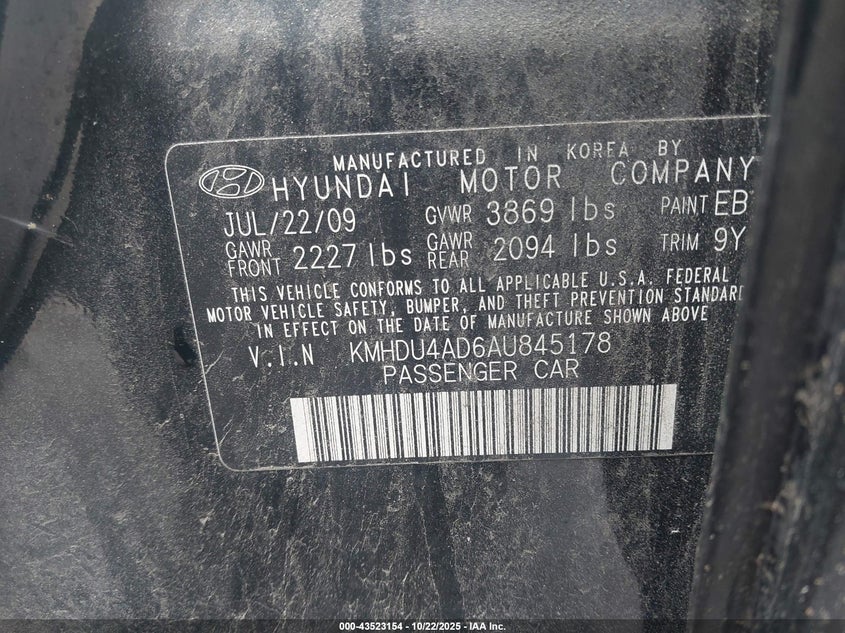 MANUFACTURED IN KOREA BY
HYUNDAI MOTOR COMPANY
JUL/22/09 GVWR 3869 lbs PAINT EB
GAWR FRONT 2227 lbs GAWR REAR 2094 lbs TRIM 9Y
THIS VEHICLE CONFORMS TO ALL APPLICABLE U.S.A. FEDERAL
MOTOR VEHICLE SAFETY, BUMPER, AND THEFT PREVENTION STANDARD
IN EFFECT ON THE DATE OF MANUFACTURE SHOWN ABOVE
V.I.N KMHDU4AD6AU845178
PASSENGER CAR
000-43523154 - 10/22/2025 - IAA Inc.